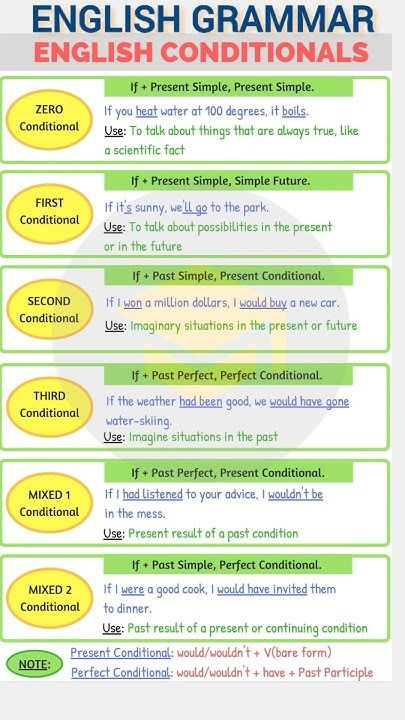 ENGLISH GRAMMAR
ENGLISH CONDITIONALS
If + Present Simple, Present Simple.
ZERO
Conditional
If you heat water at 100 degrees, it boils.
Use: To talk about things that are always true, like
a scientific fact
If + Present Simple, Simple Future.
FIRST
Conditional
If it's sunny, we'll go to the park.
Use: To talk about possibilities in the present
or in the future
If + Past Simple, Present Conditional.
SECOND
Conditional
If I won a million dollars, I would buy a new car.
Use: Imaginary situations in the present or future
If + Past Perfect, Perfect Conditional.
THIRD
Conditional
If the weather had been good, we would have gone
water-skiing.
Use: Imagine situations in the past
If + Past Perfect, Present Conditional.
MIXED 1
Conditional
If I had listened to your advice, I wouldn't be
in the mess.
Use: Present result of a past condition
If + Past Simple, Perfect Conditional.
MIXED 2
Conditional
If I were a good cook, I would have invited them
to dinner.
Use: Past result of a present or continuing condition
NOTE:
Present Conditional: would/wouldn't + V(bare form)
Perfect Conditional: would/wouldn't + have + Past Participle